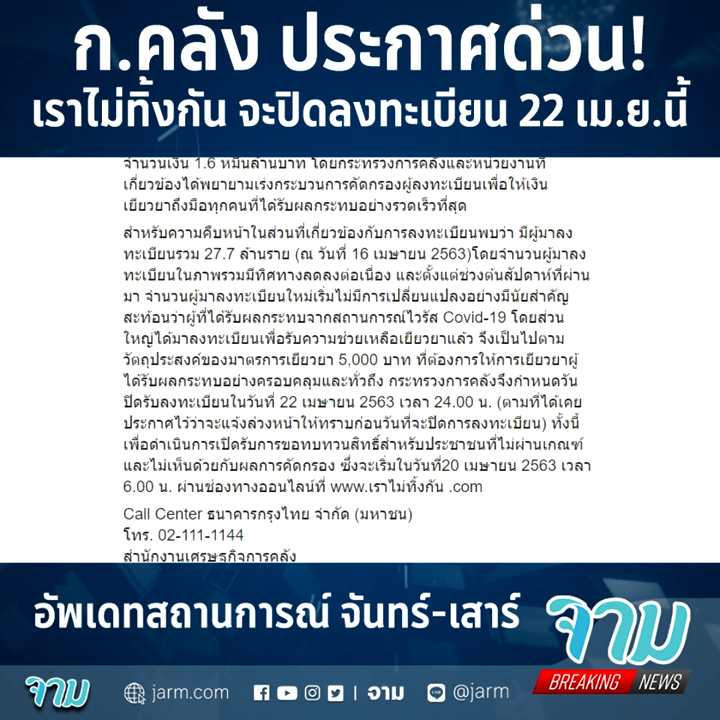 ก.คลัง ประกาศด่วน!
เราไม่ทิ้งกัน จะปิดลงทะเบียน 22 เม.ย.นี้
จำนวนเงิน 1.6 หมื่นล้านบาท โดยกระทรวงการคลังและหน่วยงานที่
เกี่ยวข้องได้พยายามเร่งกระบวนการคัดกรองผู้ลงทะเบียนเพื่อให้เงิน
เยียวยาถึงมือทุกคนที่ได้รับผลกระทบอย่างรวดเร็วที่สุด
สำหรับความคืบหน้าในส่วนที่เกี่ยวข้องกับการลงทะเบียนพบว่า มีผู้มาลง
ทะเบียนรวม 27.7 ล้านราย (ณ วันที่ 16 เมษายน 2563)โดยจำนวนผู้มาลง
ทะเบียนในภาพรวมมีทิศทางลดลงต่อเนื่อง และตั้งแต่ช่วงต้นสัปดาห์ที่ผ่าน
มา จำนวนผู้มาลงทะเบียนใหม่เริ่มไม่มีการเปลี่ยนแปลงอย่างมีนัยสำคัญ
สะท้อนว่าผู้ที่ได้รับผลกระทบจากสถานการณ์ไวรัส Covid-19 โดยส่วน
ใหญ่ได้มาลงทะเบียนเพื่อรับความช่วยเหลือเยียวยาแล้ว จึงเป็นไปตาม
วัตถุประสงค์ของมาตรการเยียวยา 5,000 บาท ที่ต้องการให้การเยียวยาผู้
ได้รับผลกระทบอย่างครอบคลุมและทั่วถึง กระทรวงการคลังจึงกำหนดวัน
ปิดรับลงทะเบียนในวันที่ 22 เมษายน 2563 เวลา 24.00 น. (ตามที่ได้เคย
ประกาศไว้ว่าจะแจ้งล่วงหน้าให้ทราบก่อนวันที่จะปิดการลงทะเบียน) ทั้งนี้
เพื่อดำเนินการเปิดรับการขอทบทวนสิทธิ์สำหรับประชาชนที่ไม่ผ่านเกณฑ์
และไม่เห็นด้วยกับผลการคัดกรอง ซึ่งจะเริ่มในวันที่20 เมษายน 2563 เวลา
6.00 น. ผ่านช่องทางออนไลน์ที่ www.เราไม่ทิ้งกัน .com
Call Center ธนาคารกรุงไทย จำกัด (มหาชน)
โทร. 02-111-1144
สำนักงานเศรษฐกิจการคลัง
อัพเดทสถานการณ์ จันทร์-เสาร์
จาม
BREAKING NEWS
จาม jarm.com | จาม @jarm